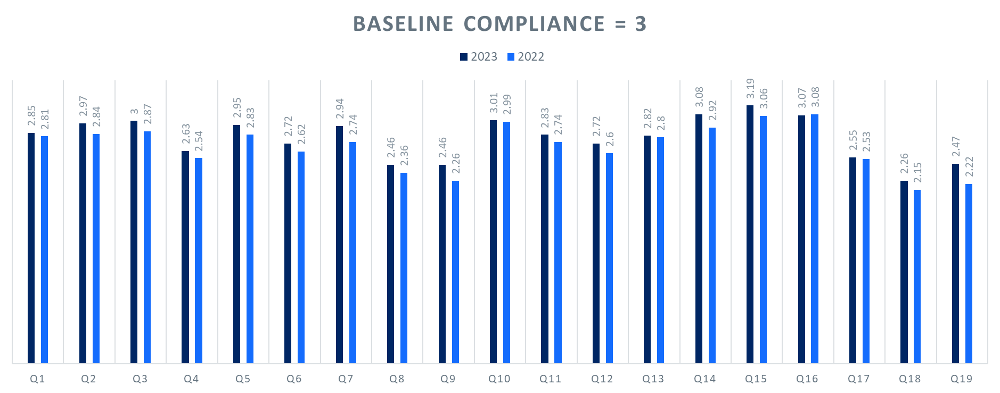 BASELINE COMPLIANCE = 3
2023 2022
2.85 2.81 2.97 2.84 3 2.87 2.63 2.54 2.95 2.83 2.72 2.62 2.94 2.74 2.46 2.36 2.46 2.26 3.01 2.99 2.83 2.74 2.72 2.6 2.82 2.8 3.08 2.92 3.19 3.06 3.07 3.08 2.55 2.53 2.26 2.15 2.47 2.22
Q1 Q2 Q3 Q4 Q5 Q6 Q7 Q8 Q9 Q10 Q11 Q12 Q13 Q14 Q15 Q16 Q17 Q18 Q19